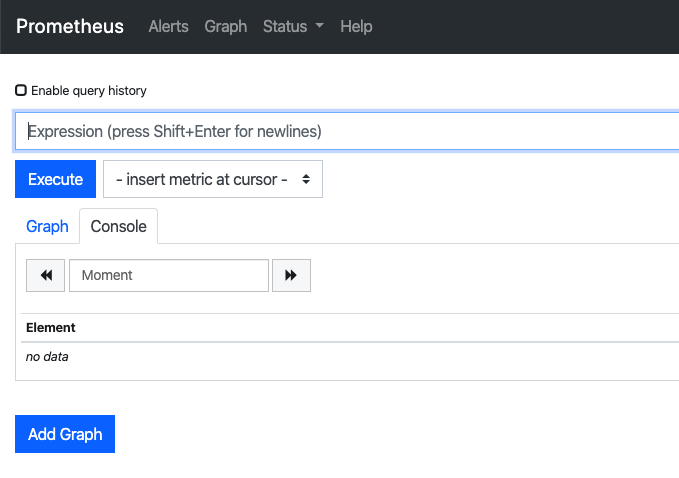 Prometheus Alerts Graph Status Help
Enable query history
Expression (press Shift+Enter for newlines)
Execute - insert metric at cursor -
Graph Console
Moment
Element
no data
Add Graph